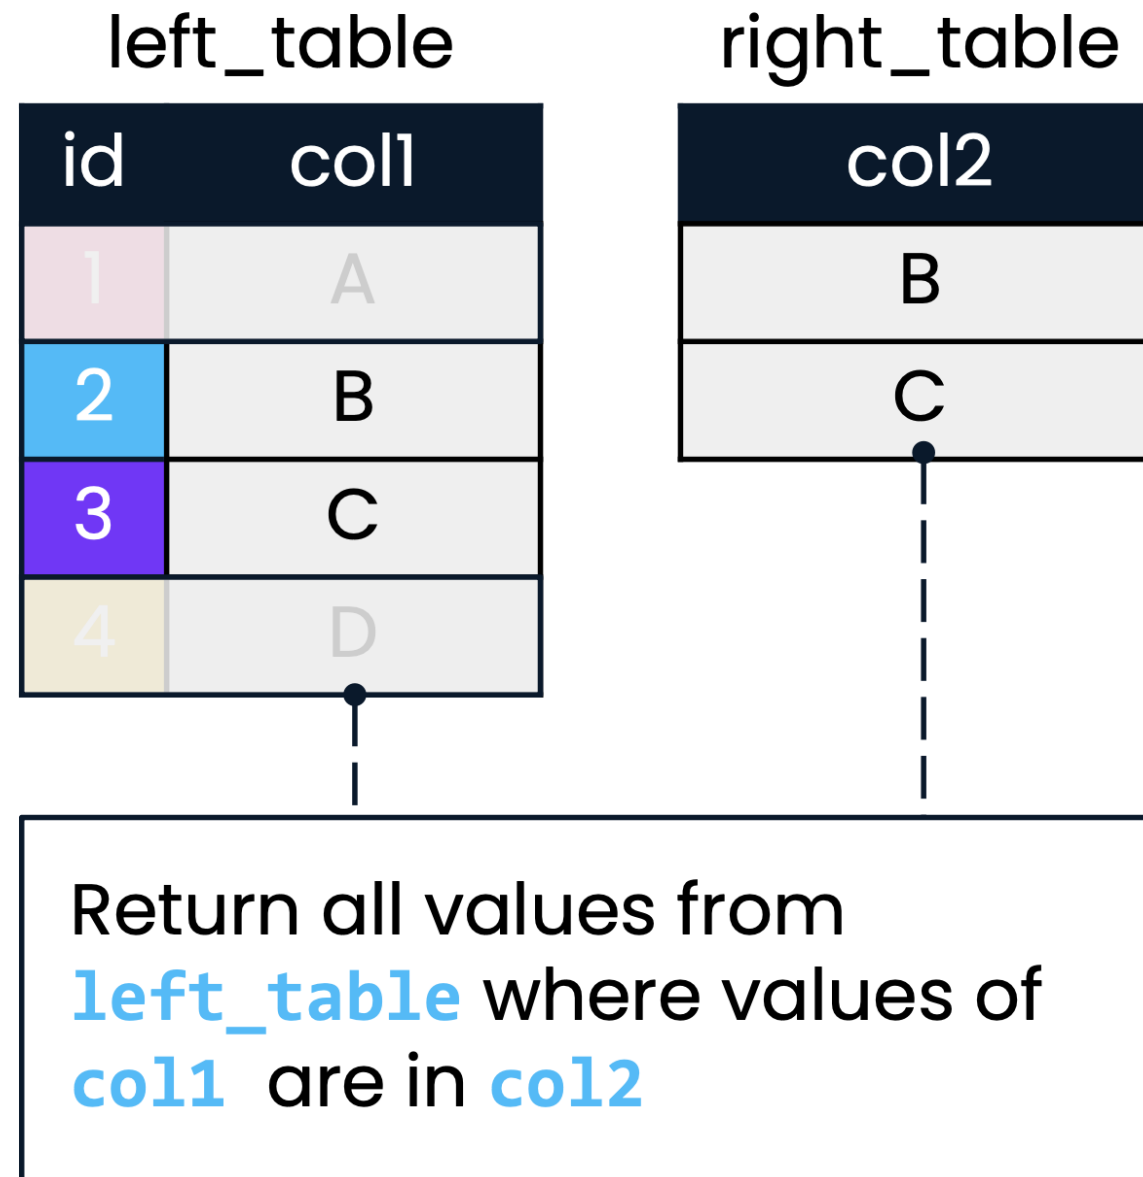 left_table right_table
id col1 col2
1 A B
2 B C
3 C
4 D
Return all values from
left_table where values of
col1 are in col2